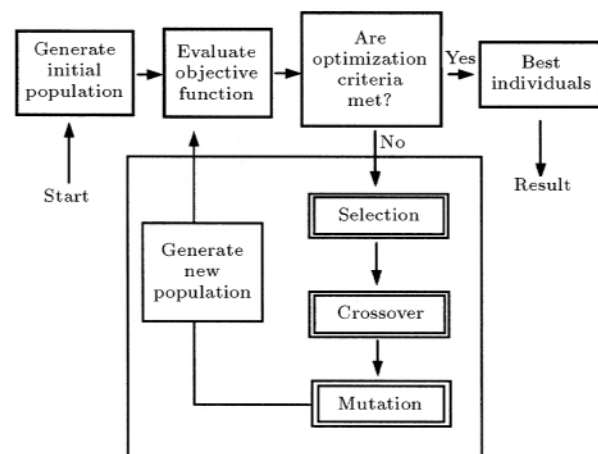 Generate
initial
population
Evaluate
objective
function
Are
optimization
criteria
met?
Yes
Best
individuals
No
Start
Result
Selection
Generate
new
population
Crossover
Mutation